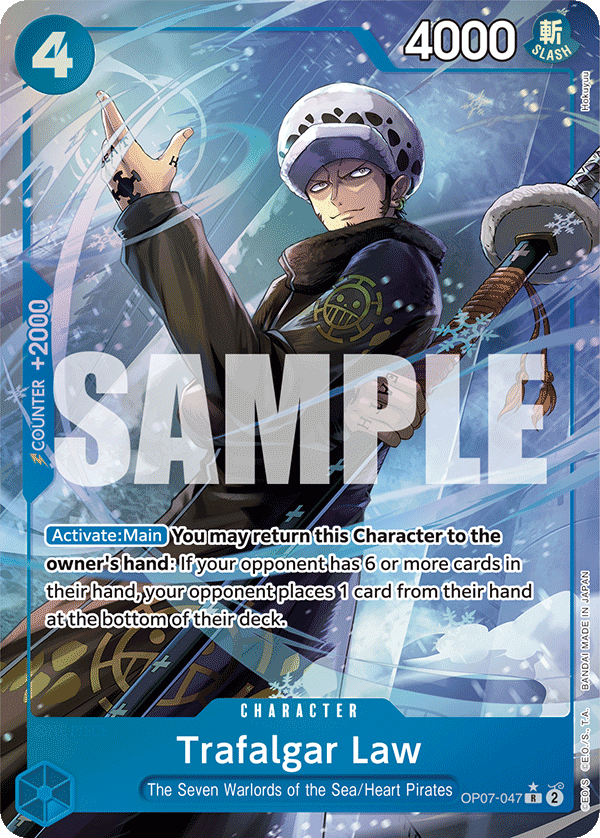 4
4000
斬
SLASH
Hokuyuu
COUNTER +2000
SAMPLE
Activate:Main You may return this Character to the
owner's hand: If your opponent has 6 or more cards in
their hand, your opponent places 1 card from their hand
at the bottom of their deck.
CHARACTER
Trafalgar Law
The Seven Warlords of the Sea/Heart Pirates
OP07-047 R 2
©E.O./S. ©E.O./S., T.A. BANDAI MADE IN JAPAN